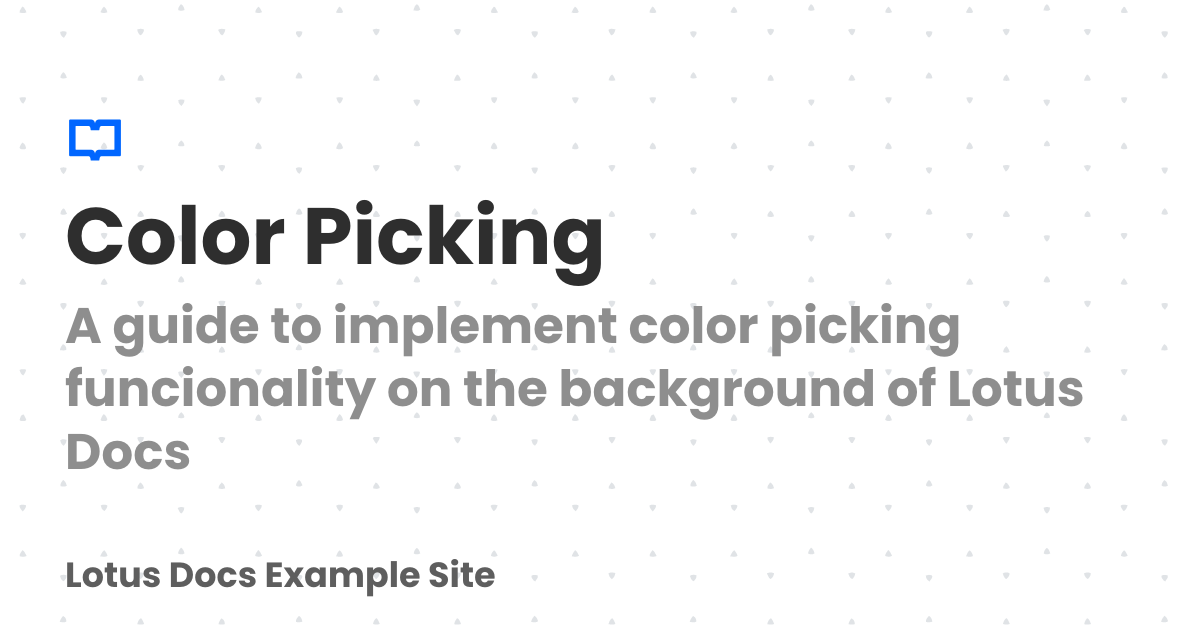 Color Picking
A guide to implement color picking
funcionality on the background of Lotus
Docs
Lotus Docs Example Site